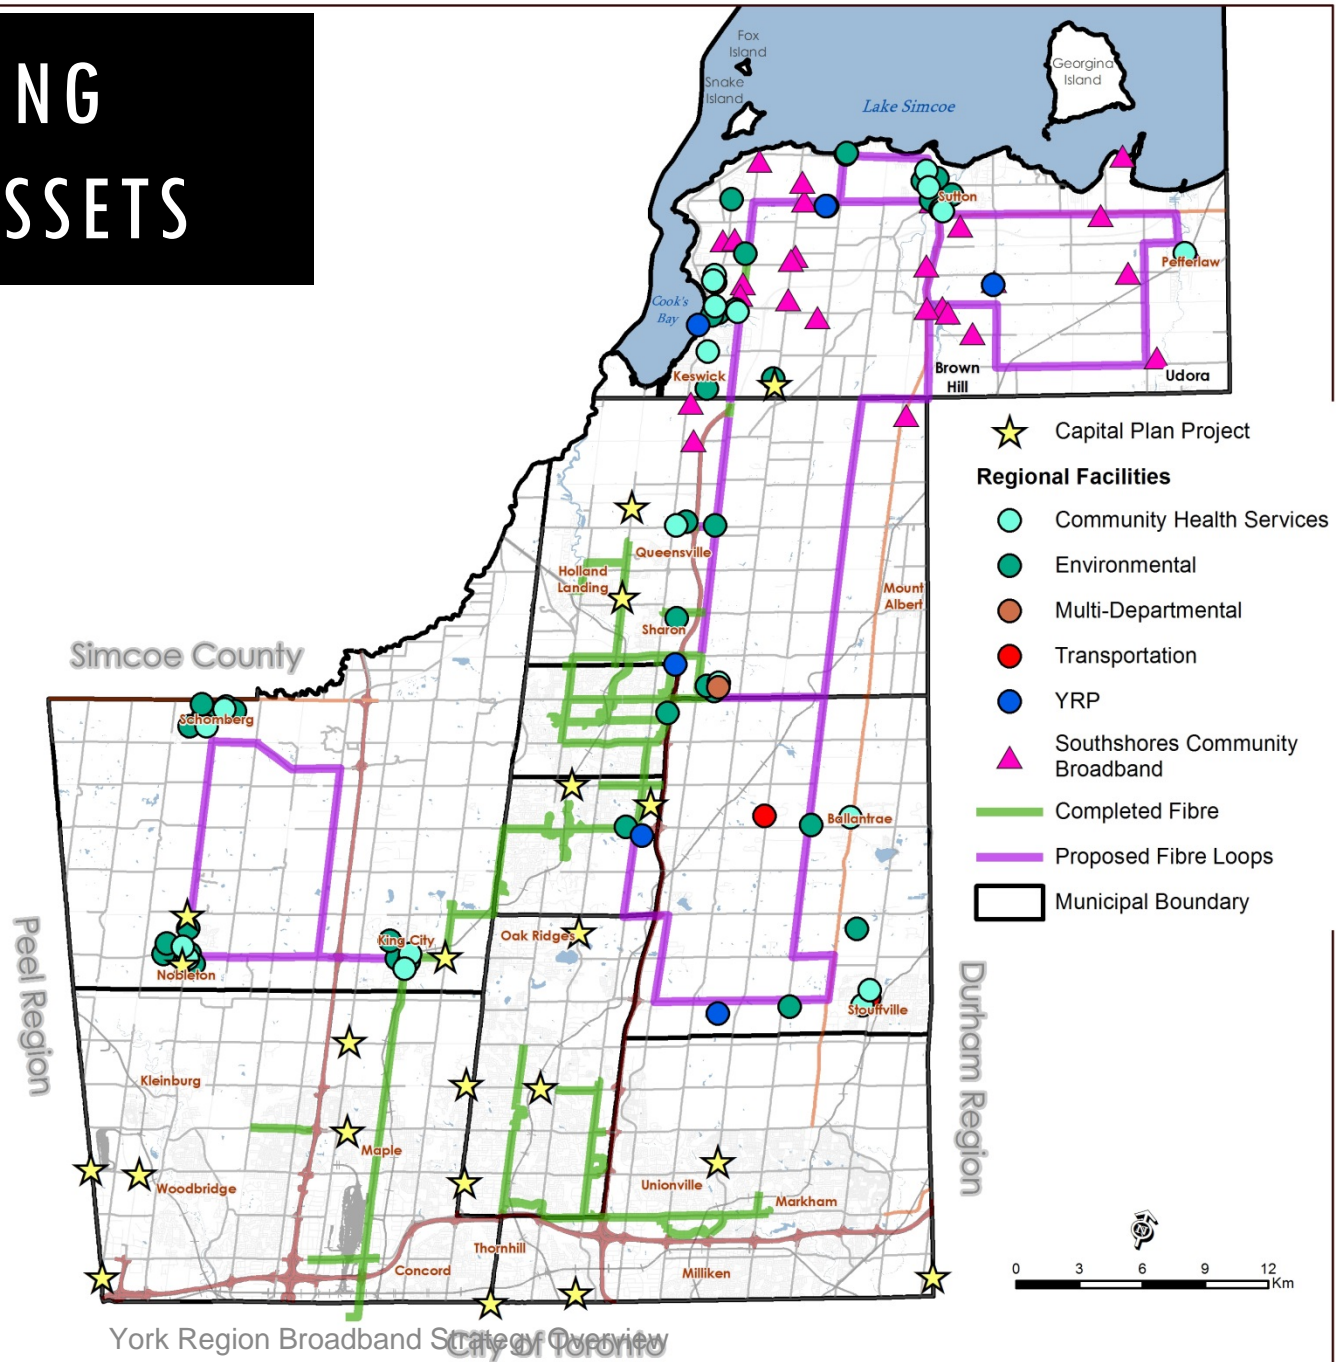 NG
SSETS
Fox
Island
Snake
Island
Georgina
Island
Lake Simcoe
Sutton
Pefferlaw
Cook's
Bay
Keswick
Brown
Hill
Udora
Capital Plan Project
Regional Facilities
Community Health Services
Environmental
Multi-Departmental
Transportation
YRP
Southshores Community
Broadband
Completed Fibre
Proposed Fibre Loops
Municipal Boundary
Queensville
Holland
Landing
Mount
Albert
Sharon
Simcoe County
Schomberg
Ballantrae
Peel Region
King City
Oak Ridges
Nobleton
Stouffville
Durham Region
Kleinburg
Maple
Woodbridge
Unionville
Markham
Thornhill
Concord
Milliken
N
0 3 6 9 12
Km
York Region Broadband Strategy Overview
City of Toronto